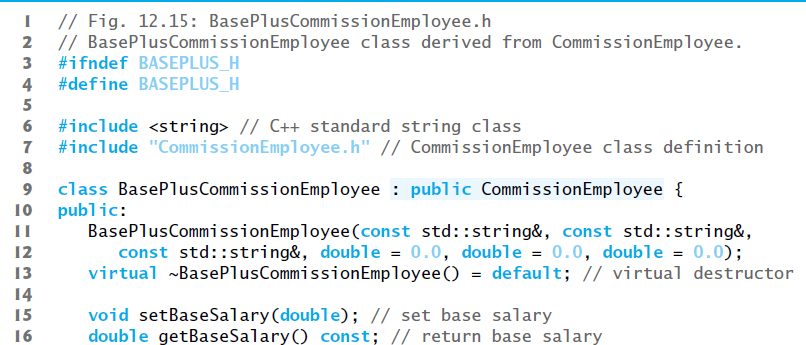 1 // Fig. 12.15: BasePlusCommissionEmployee.h
2 // BasePlusCommissionEmployee class derived from CommissionEmployee.
3 #ifndef BASEPLUS_H
4 #define BASEPLUS_H
5
6 #include <string> // C++ standard string class
7 #include "CommissionEmployee.h" // CommissionEmployee class definition
8
9 class BasePlusCommissionEmployee : public CommissionEmployee {
10 public:
11 BasePlusCommissionEmployee(const std::string&, const std::string&,
12 const std::string&, double = 0.0, double = 0.0, double = 0.0);
13 virtual ~BasePlusCommissionEmployee() = default; // virtual destructor
14
15 void setBaseSalary(double); // set base salary
16 double getBaseSalary() const; // return base salary